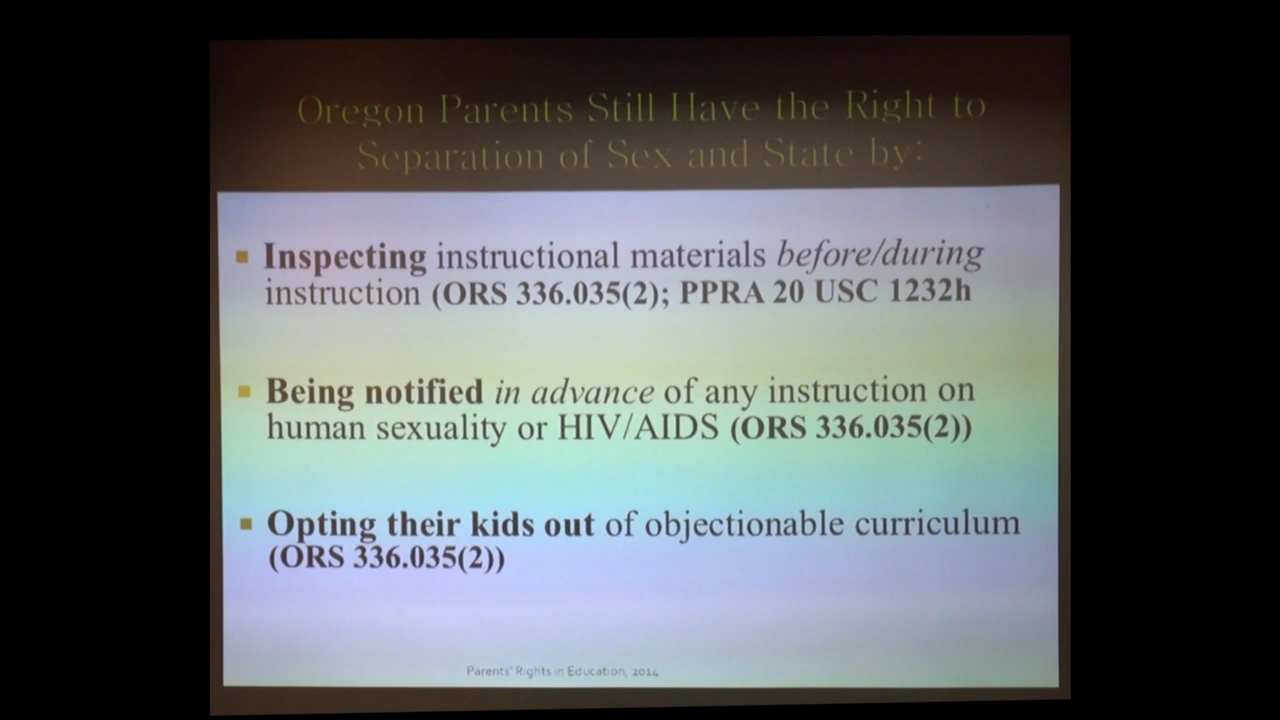 Oregon Parents Still Have the Right to
Separation of Sex and State by:
▪ Inspecting instructional materials before/during
instruction (ORS 336.035(2); PPRA 20 USC 1232h
▪ Being notified in advance of any instruction on
human sexuality or HIV/AIDS (ORS 336.035(2))
▪ Opting their kids out of objectionable curriculum
(ORS 336.035(2))
Parents' Rights in Education, 2014